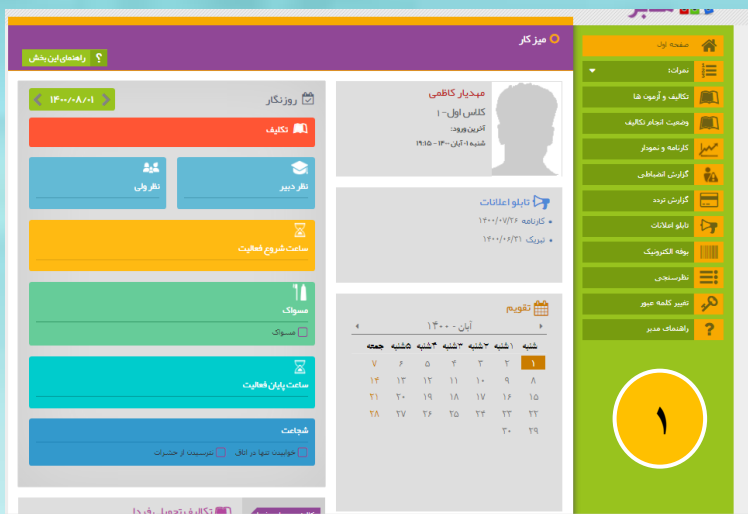 میز کار
راهنمای این بخش ؟
صفحه اول
نمرات:
تکالیف و آزمون ها
وضعیت انجام تکالیف
کارنامه و نمودار
گزارش انضباطی
گزارش تردد
تابلو اعلانات
بوفه الکترونیک
نظرسنجی
تغییر کلمه عبور
راهنمای مدبر
۱
مهدیار کاظمی
کلاس اول-۱
آخرین ورود:
شنبه ۱- آبان -۱۴۰۰ - ۱۹:۱۵
تابلو اعلانات
کارنامه ۱۴۰۰/۰۷/۲۶
تبریک ۱۴۰۰/۰۶/۳۱
تقویم
آبان - ۱۴۰۰
شنبه ۱شنبه ۲شنبه ۳شنبه ۴شنبه ۵شنبه جمعه
۱ ۲ ۳ ۴ ۵ ۶ ۷
۸ ۹ ۱۰ ۱۱ ۱۲ ۱۳ ۱۴
۱۵ ۱۶ ۱۷ ۱۸ ۱۹ ۲۰ ۲۱
۲۲ ۲۳ ۲۴ ۲۵ ۲۶ ۲۷ ۲۸
۲۹ ۳۰
روزنگار
۱۴۰۰/۰۸/۰۱
تکلیف
نظر دبیر
نظر ولی
ساعت شروع فعالیت
مسواک
مسواک
ساعت پایان فعالیت
شجاعت
خوابیدن تنها در اتاق نترسیدن از حشرات
تکالیف تحویلی فردا